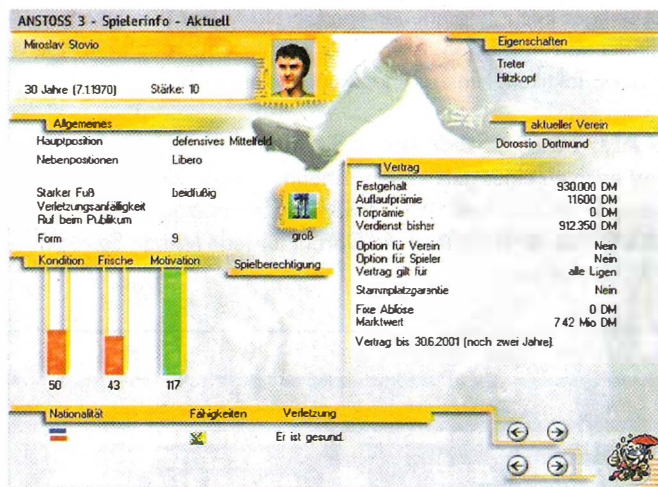 ANSTOSS 3 - Spielerinfo - Aktuell
Miroslav Stovio
30 Jahre (7.1.1970) Stärke: 10
Eigenschaften
Treter
Hitzkopf
aktueller Verein
Dorossio Dortmund
Allgemeines
Hauptposition defensives Mittelfeld
Nebenpositionen Libero
Starker Fuß beidfüßig
Verletzungsanfälligkeit
Ruf beim Publikum
Form 9
groß
Kondition Frische Motivation
50 43 117
Spielberechtigung
Vertrag
Festgehalt 930.000 DM
Auflaufprämie 11600 DM
Torprämie 0 DM
Verdienst bisher 912.350 DM
Option für Verein Nein
Option für Spieler Nein
Vertrag gilt für alle Ligen
Stammplatzgarantie Nein
Fixe Ablöse 0 DM
Marktwert 7.42 Mio DM
Vertrag bis 30.6.2001 (noch zwei Jahre).
Nationalität Fähigkeiten Verletzung
Er ist gesund.